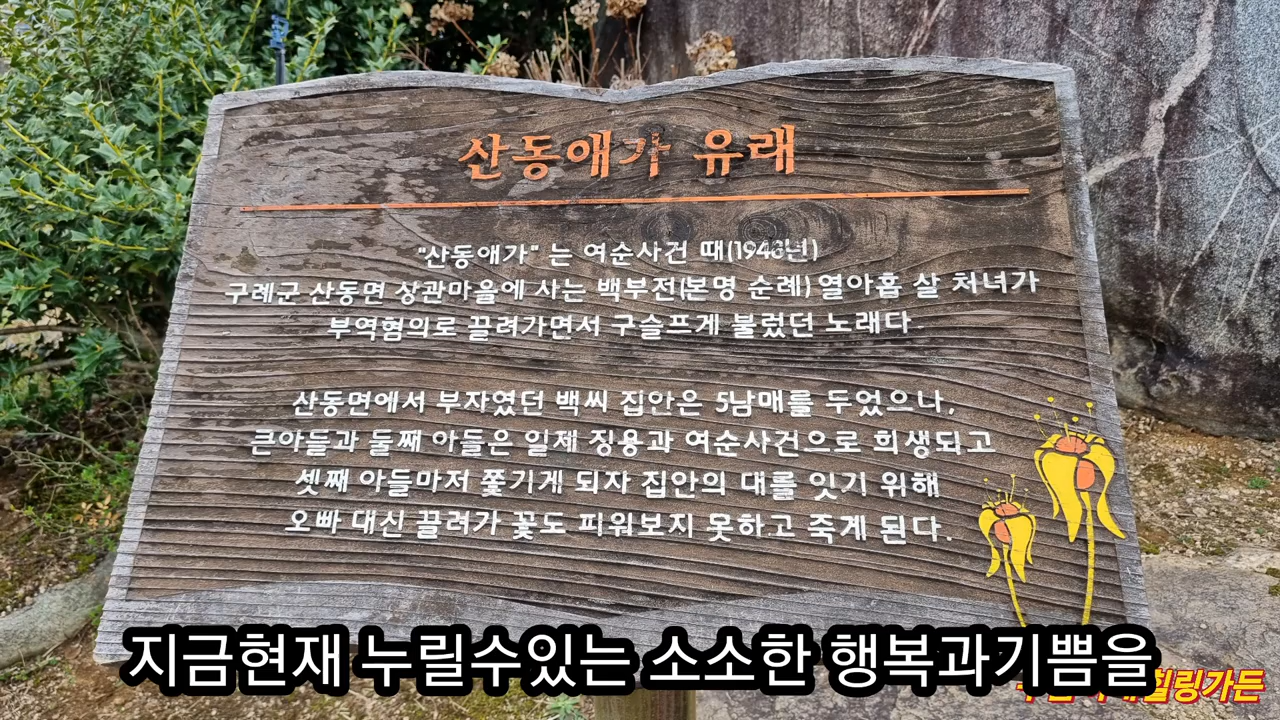 산동애가 유래
"산동애가" 는 여순사건 때(1948년)
구례군 산동면 상관마을에 사는 백부전(본명 순례) 열아홉 살 처녀가
부역혐의로 끌려가면서 구슬프게 불렀던 노래다.
산동면에서 부자였던 백씨 집안은 5남매를 두었으나,
큰아들과 둘째 아들은 일제 징용과 여순사건으로 희생되고
셋째 아들마저 쫓기게 되자 집안의 대를 잇기 위해
오빠 대신 끌려가 꽃도 피워보지 못하고 죽게 된다.
지금현재 누릴수있는 소소한 행복과기쁨을
힐링가든